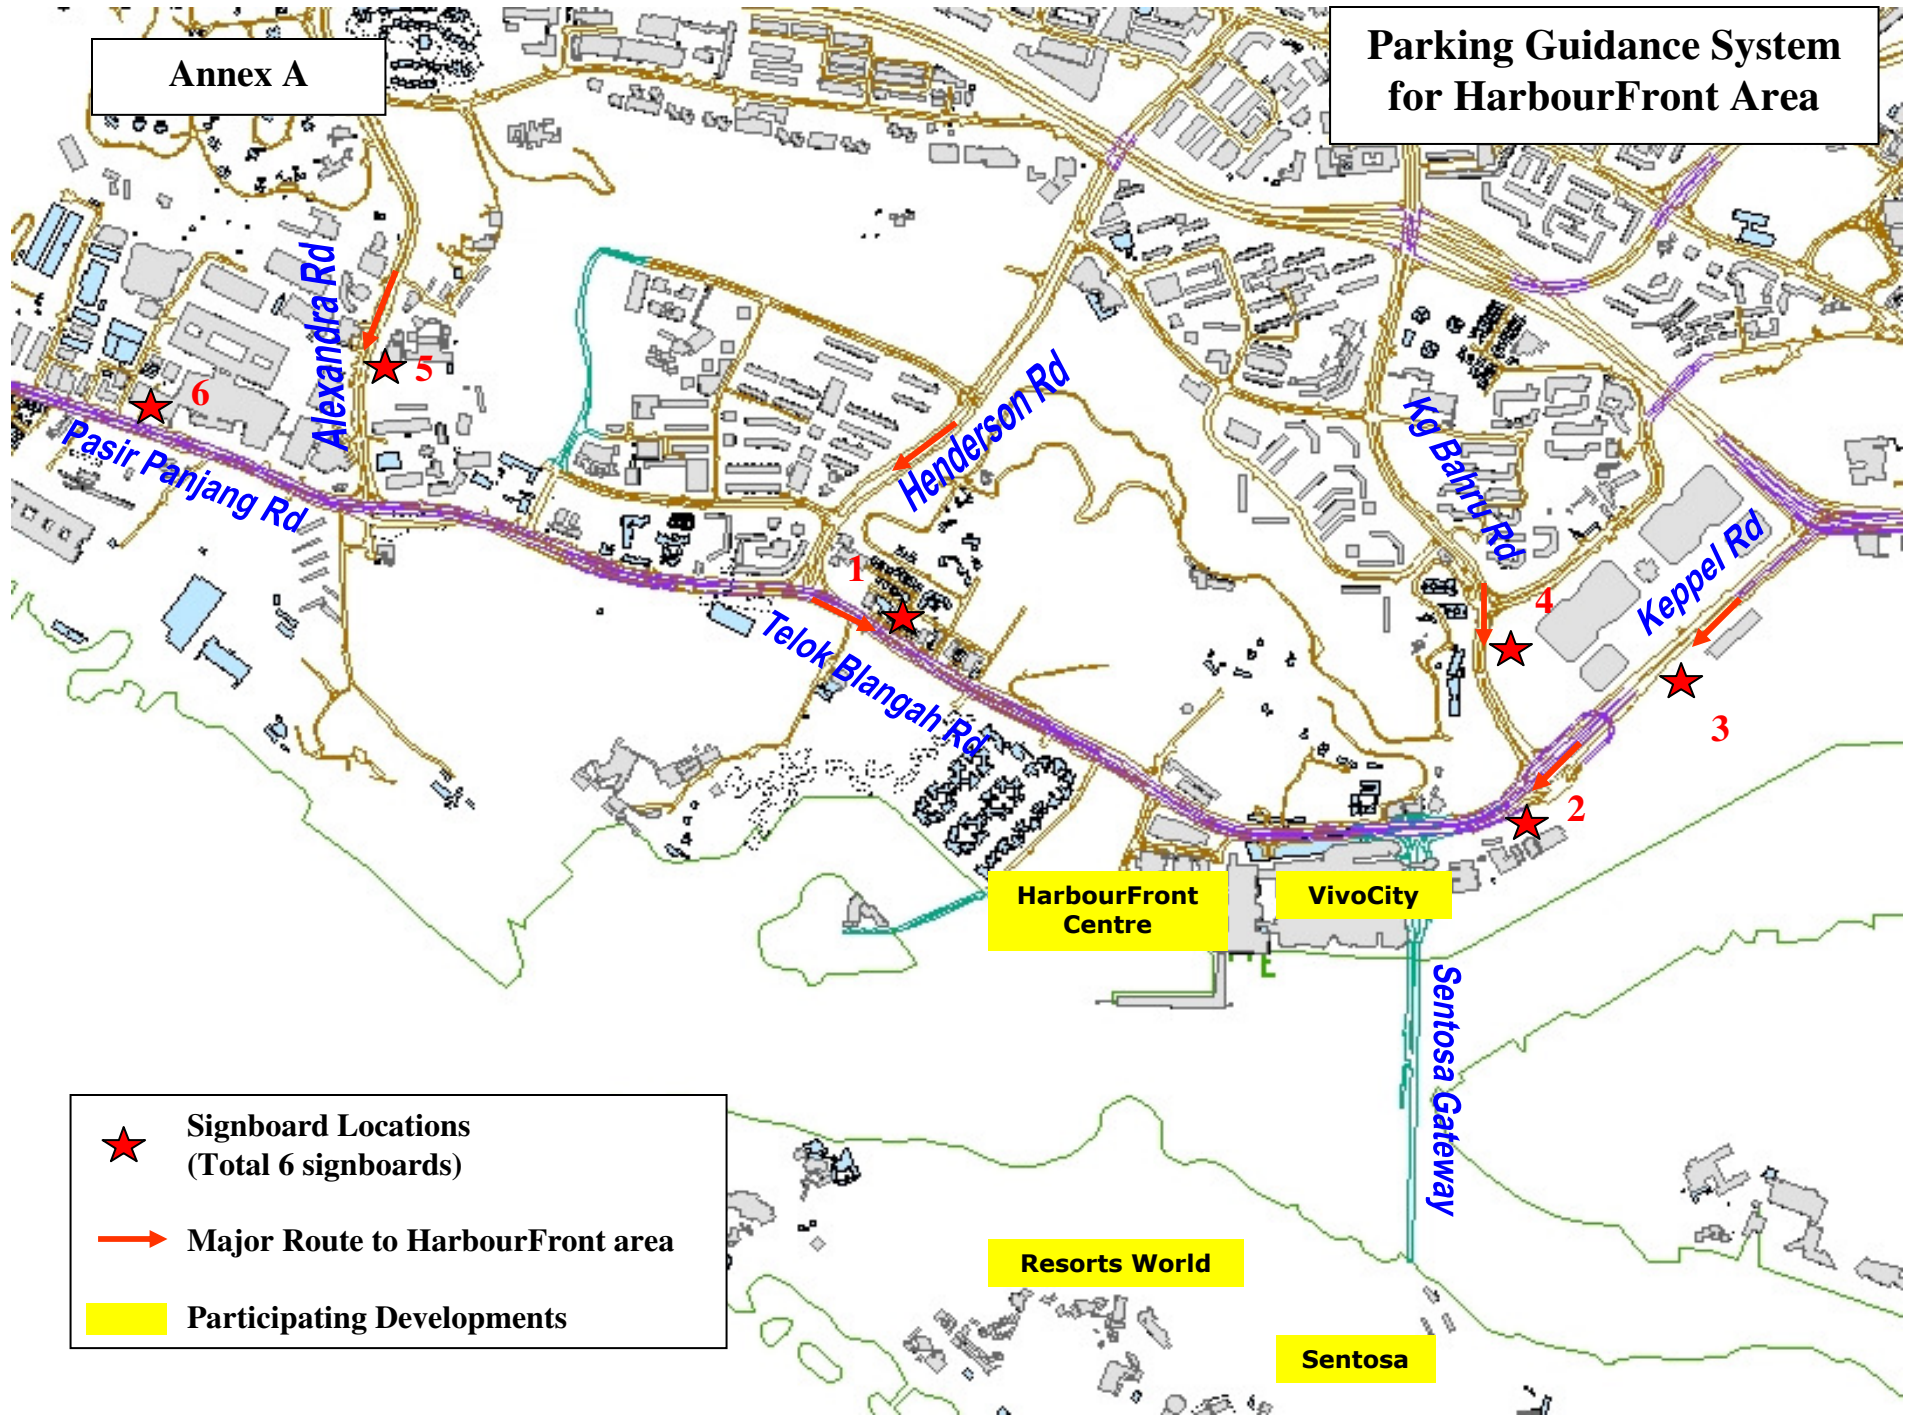 Annex A
Parking Guidance System
for HarbourFront Area
Alexandra Rd
5
6
Pasir Panjang Rd
Henderson Rd
Kg Bahru Rd
Keppel Rd
1
4
Telok Blangah Rd
3
2
HarbourFront
Centre
VivoCity
Sentosa Gateway
Signboard Locations
(Total 6 signboards)
Major Route to HarbourFront area
Participating Developments
Resorts World
Sentosa